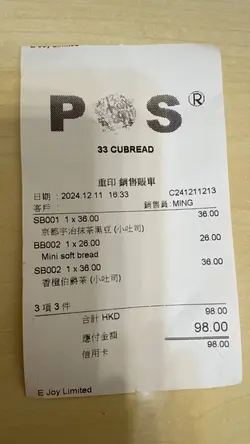 E Joy Limited
POS®
33 CUBREAD
重印 銷售賬單
日期 : 2024.12.11 16:33 C241211213
客戶 : 銷售員: MING
SB001 1 x 36.00 36.00
京都宇治抹茶黑豆 (小吐司)
BB002 1 x 26.00 26.00
Mini soft bread
SB002 1 x 36.00 36.00
香橙伯爵茶 (小吐司)
3 項 3 件
合計 HKD 98.00
應付金額 98.00
信用卡 98.00
E Joy Limited